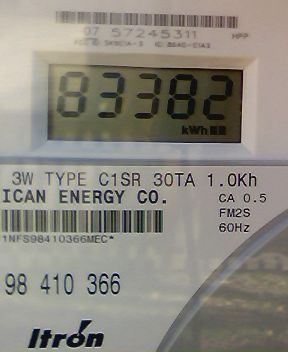 07 57245311 HPP
83382
kWh
3W TYPE C1SR 30TA 1.0Kh
ICAN ENERGY CO.
CA 0.5
FM2S
60Hz
1NFS98410366MEC*
98 410 366
Itron